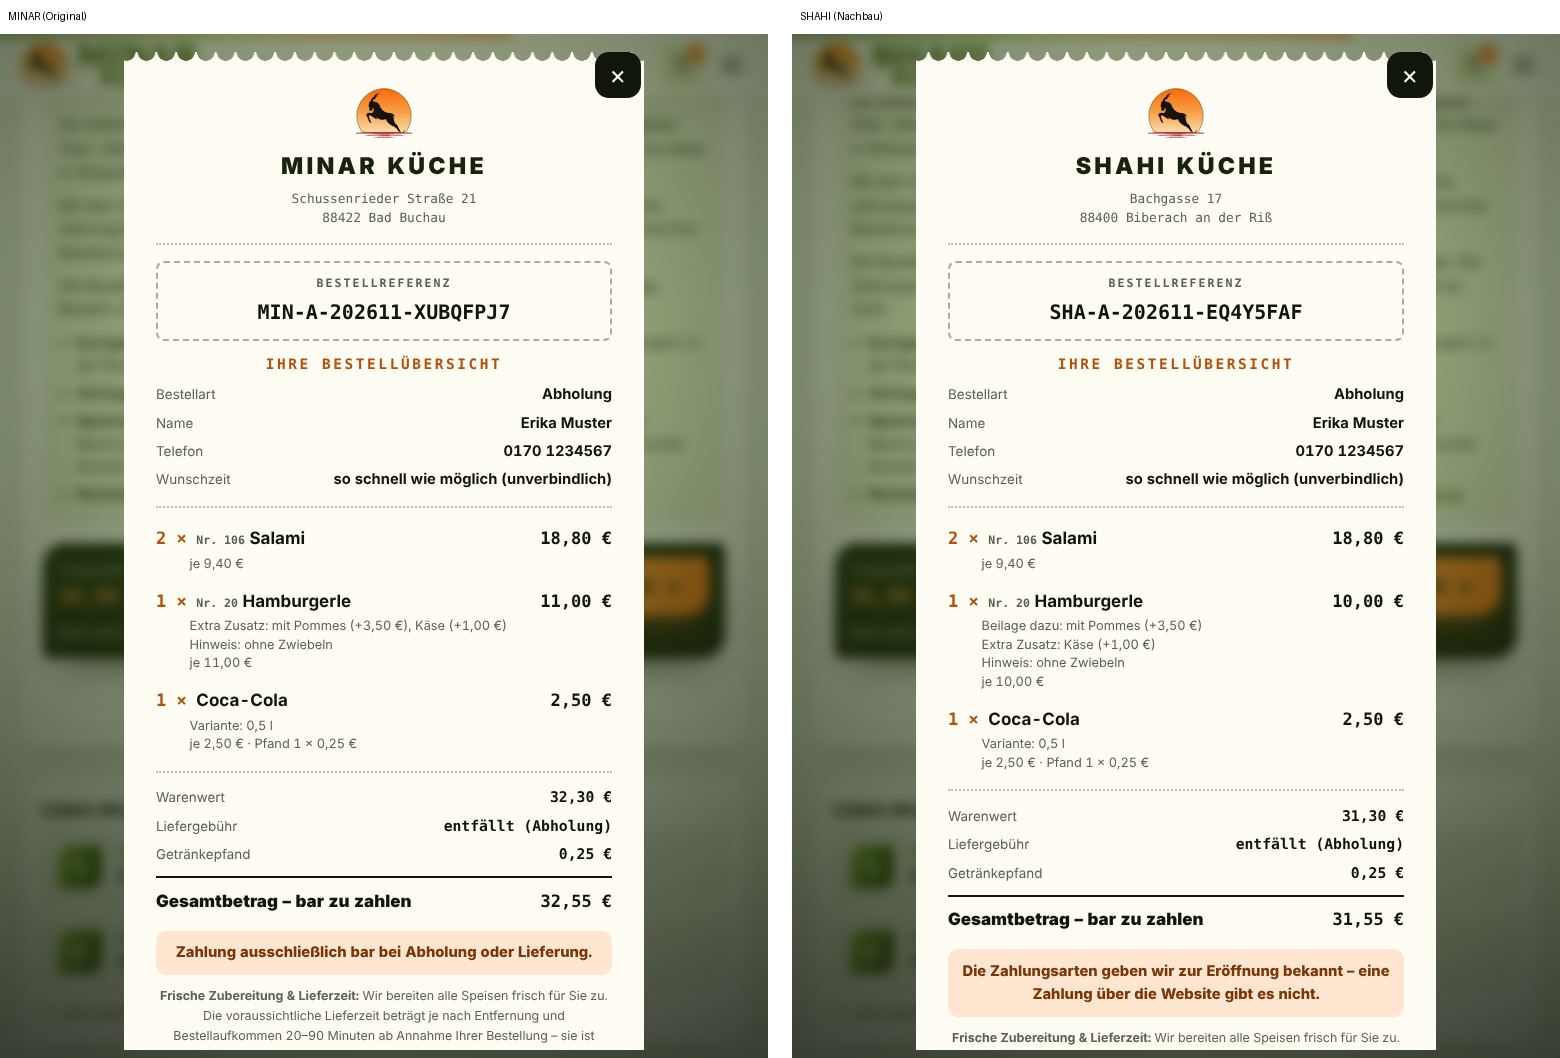 MINAR (Original)
×
MINAR KÜCHE
Schussenrieder Straße 21
88422 Bad Buchau
BESTELLREFERENZ
MIN-A-202611-XUBQFPJ7
IHRE BESTELLÜBERSICHT
Bestellart Abholung
Name Erika Muster
Telefon 0170 1234567
Wunschzeit so schnell wie möglich (unverbindlich)
2 × Nr. 106 Salami 18,80 €
je 9,40 €
1 × Nr. 20 Hamburgerle 11,00 €
Extra Zusatz: mit Pommes (+3,50 €), Käse (+1,00 €)
Hinweis: ohne Zwiebeln
je 11,00 €
1 × Coca-Cola 2,50 €
Variante: 0,5 l
je 2,50 € · Pfand 1 × 0,25 €
Warenwert 32,30 €
Liefergebühr entfällt (Abholung)
Getränkepfand 0,25 €
Gesamtbetrag – bar zu zahlen 32,55 €
Zahlung ausschließlich bar bei Abholung oder Lieferung.
Frische Zubereitung & Lieferzeit: Wir bereiten alle Speisen frisch für Sie zu.
Die voraussichtliche Lieferzeit beträgt je nach Entfernung und
Bestellaufkommen 20–90 Minuten ab Annahme Ihrer Bestellung – sie ist
SHAHI (Nachbau)
×
SHAHI KÜCHE
Bachgasse 17
88400 Biberach an der Riß
BESTELLREFERENZ
SHA-A-202611-EQ4Y5FAF
IHRE BESTELLÜBERSICHT
Bestellart Abholung
Name Erika Muster
Telefon 0170 1234567
Wunschzeit so schnell wie möglich (unverbindlich)
2 × Nr. 106 Salami 18,80 €
je 9,40 €
1 × Nr. 20 Hamburgerle 10,00 €
Beilage dazu: mit Pommes (+3,50 €)
Extra Zusatz: Käse (+1,00 €)
Hinweis: ohne Zwiebeln
je 10,00 €
1 × Coca-Cola 2,50 €
Variante: 0,5 l
je 2,50 € · Pfand 1 × 0,25 €
Warenwert 31,30 €
Liefergebühr entfällt (Abholung)
Getränkepfand 0,25 €
Gesamtbetrag – bar zu zahlen 31,55 €
Die Zahlungsarten geben wir zur Eröffnung bekannt – eine
Zahlung über die Website gibt es nicht.
Frische Zubereitung & Lieferzeit: Wir bereiten alle Speisen frisch für Sie zu.